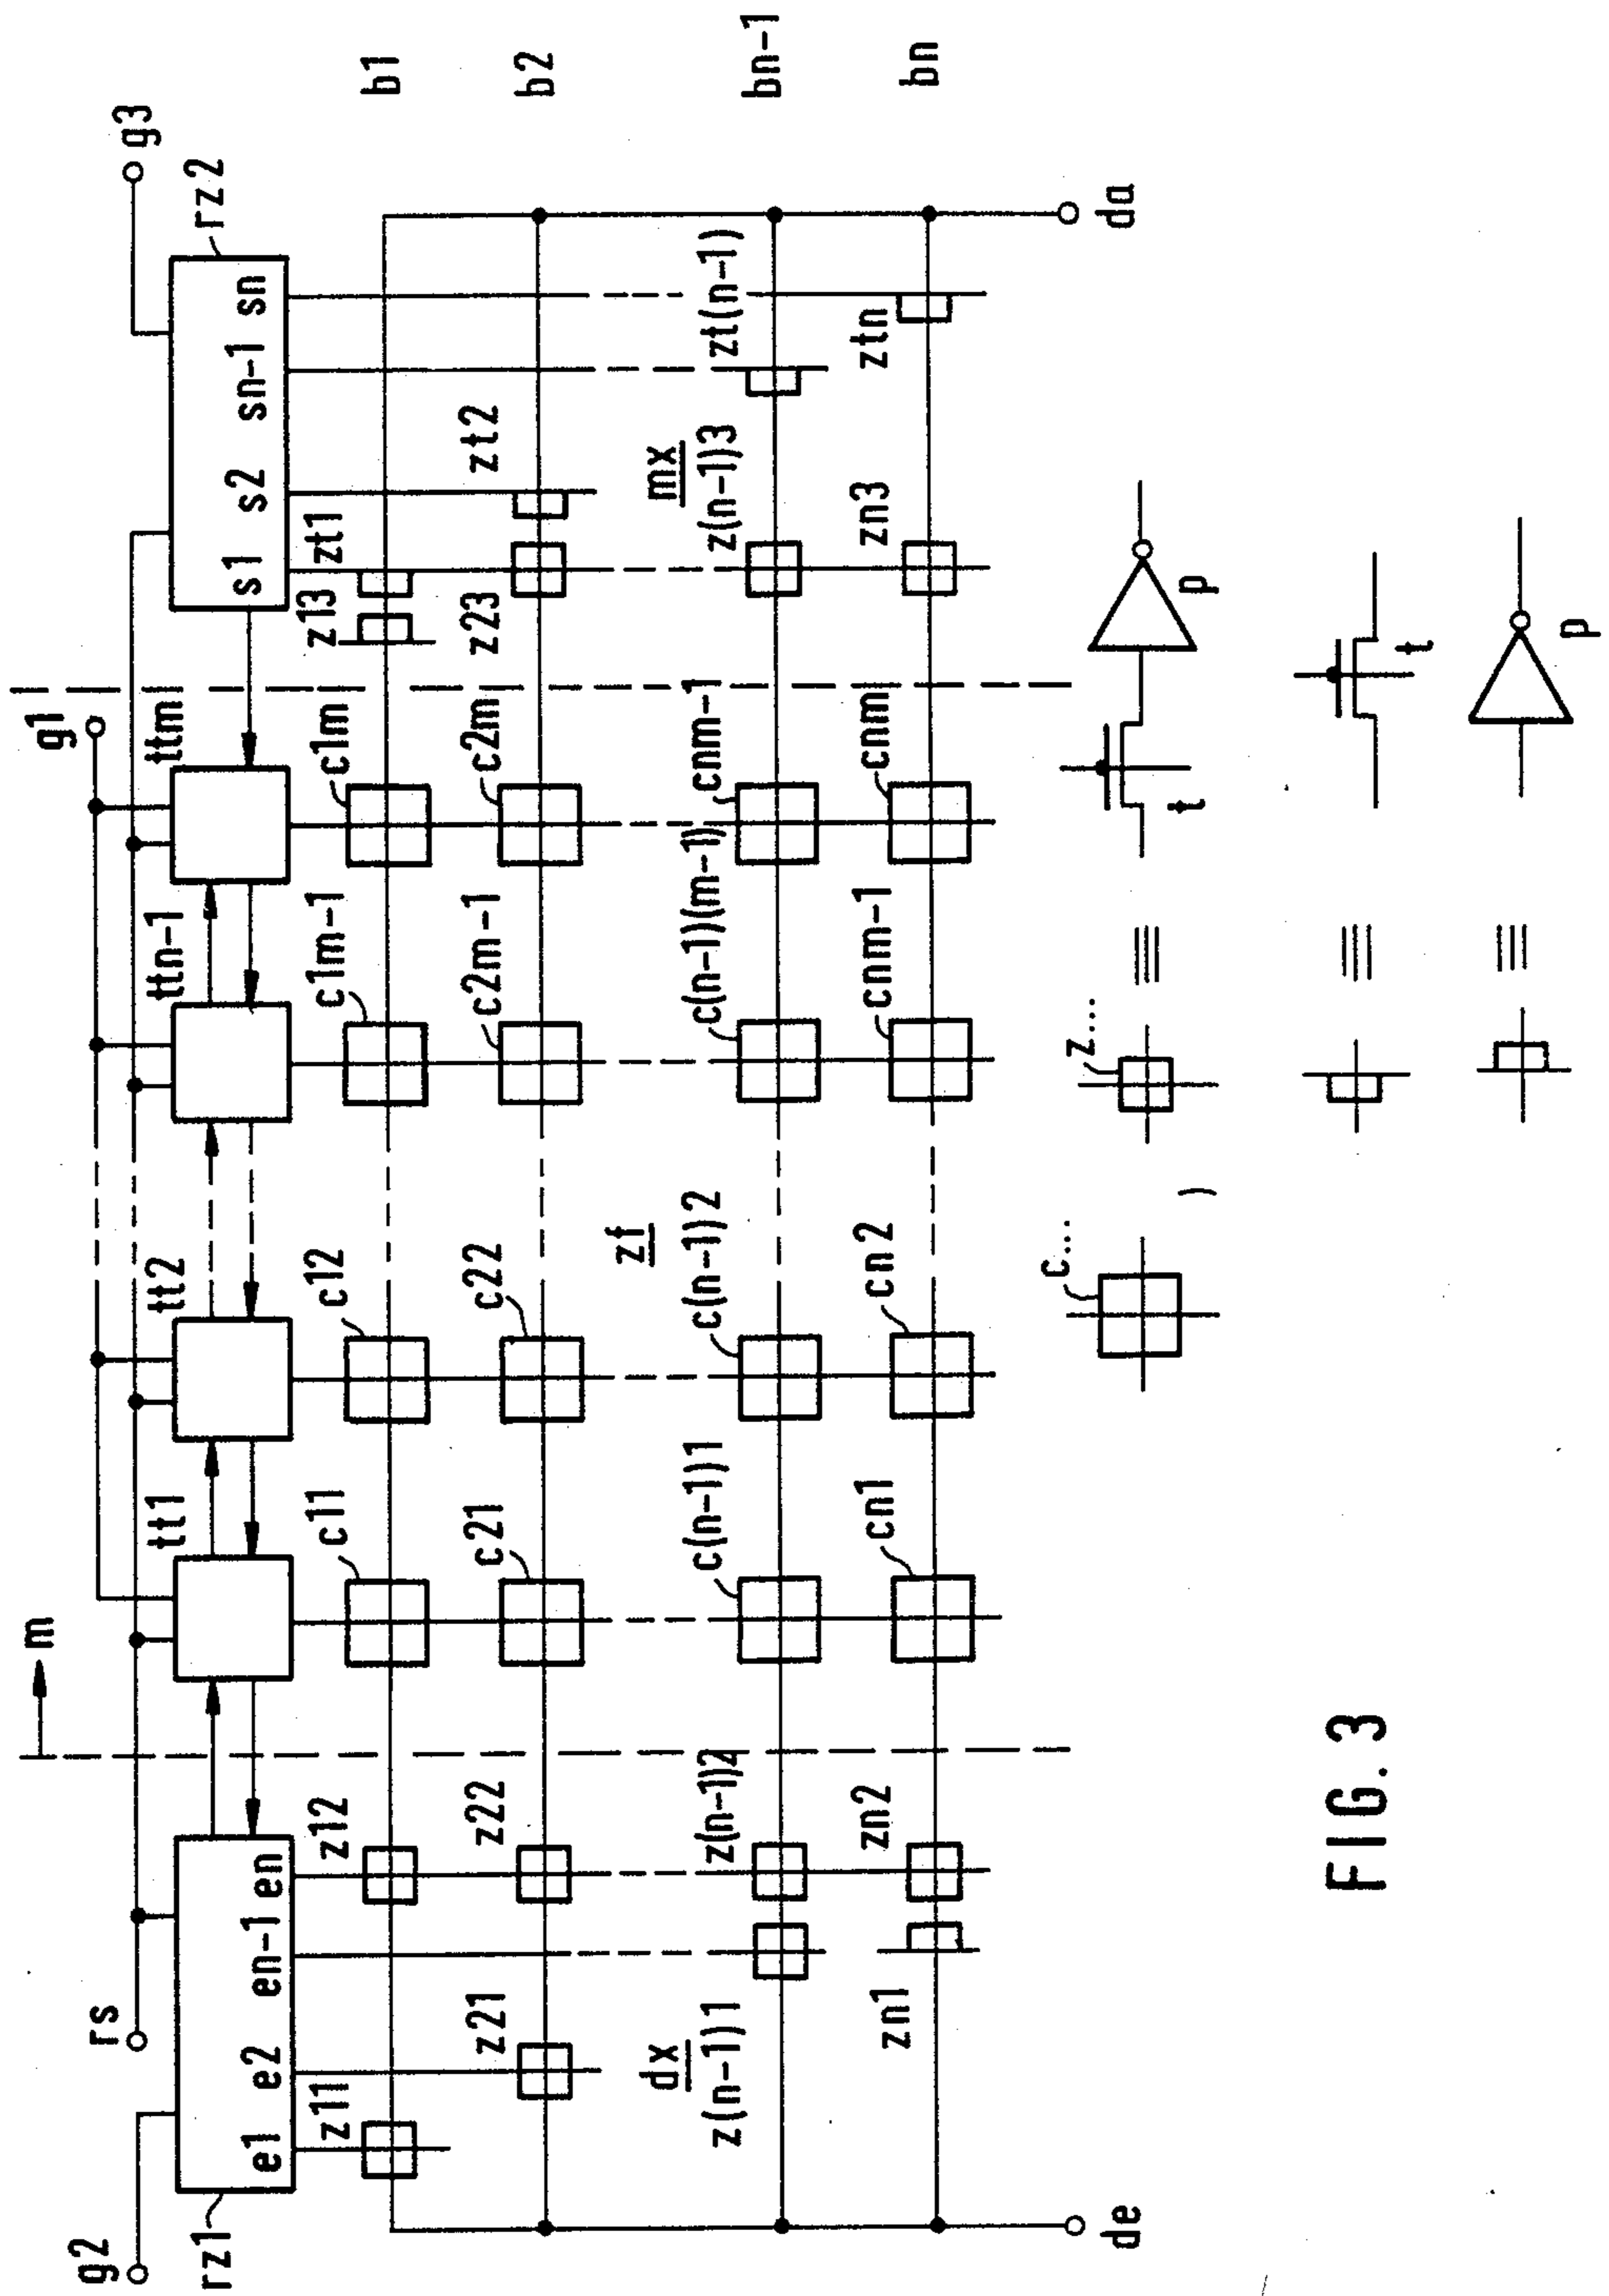 g2
rs
m
g1
g3
rz1
e1 e2 en-1 en
tt1
tt2
ttn-1
ttm
s1 s2 sn-1 sn
rz2
z11
z12
c11
c12
c1m-1
c1m
z13
zt1
b1
z21
z22
c21
c22
c2m-1
c2m
z23
zt2
b2
dx
zf
mx
z(n-1)1
z(n-1)2
c(n-1)1
c(n-1)2
c(n-1)(m-1)
cnm-1
z(n-1)3
zt(n-1)
bn-1
zn1
zn2
cn1
cn2
cnm-1
cnm
zn3
ztn
bn
de
da
c...
z...
≡
t
p
≡
t
≡
p
FIG. 3